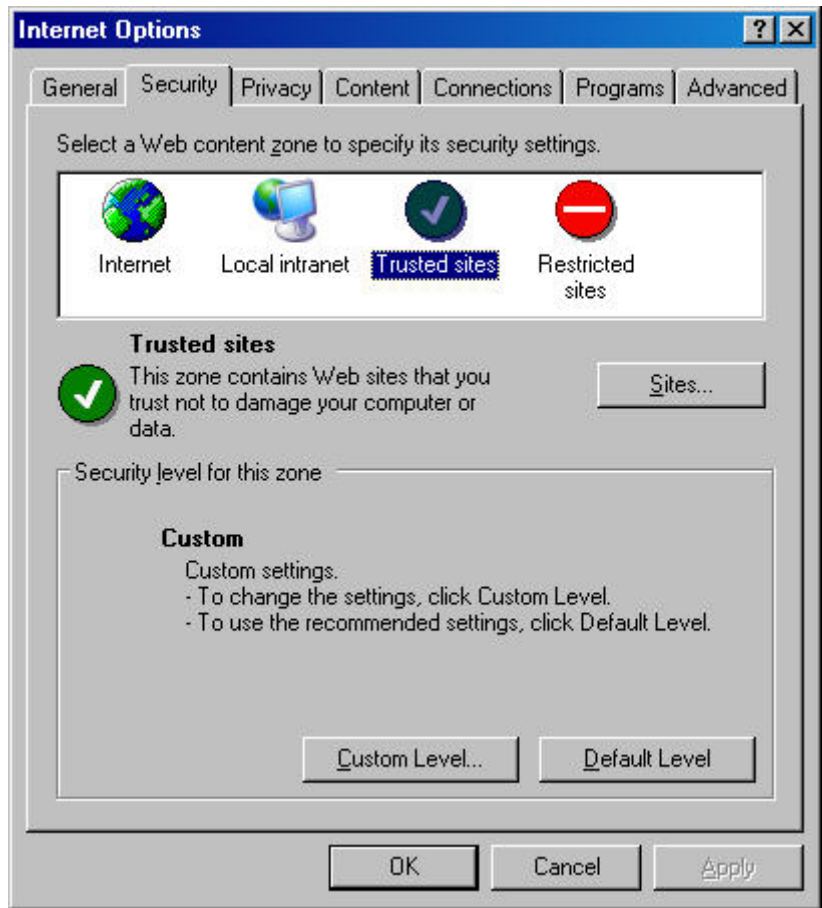 Internet Options
General Security Privacy Content Connections Programs Advanced
Select a Web content zone to specify its security settings.
Internet Local intranet Trusted sites Restricted
sites
Trusted sites
This zone contains Web sites that you
trust not to damage your computer or
data.
Sites...
Security level for this zone
Custom
Custom settings.
- To change the settings, click Custom Level.
- To use the recommended settings, click Default Level.
Custom Level... Default Level
OK Cancel Apply